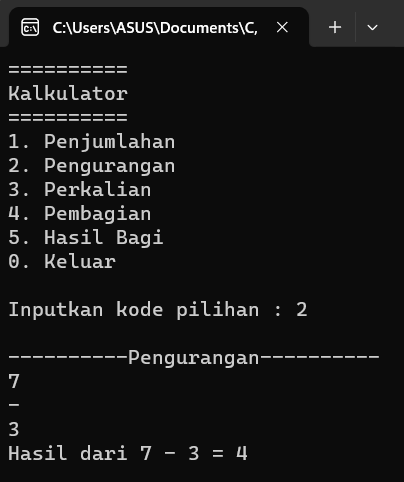 C:\Users\ASUS\Documents\C,
==========
Kalkulator
==========
1. Penjumlahan
2. Pengurangan
3. Perkalian
4. Pembagian
5. Hasil Bagi
0. Keluar
Inputkan kode pilihan : 2
----------Pengurangan----------
7
-
3
Hasil dari 7 - 3 = 4